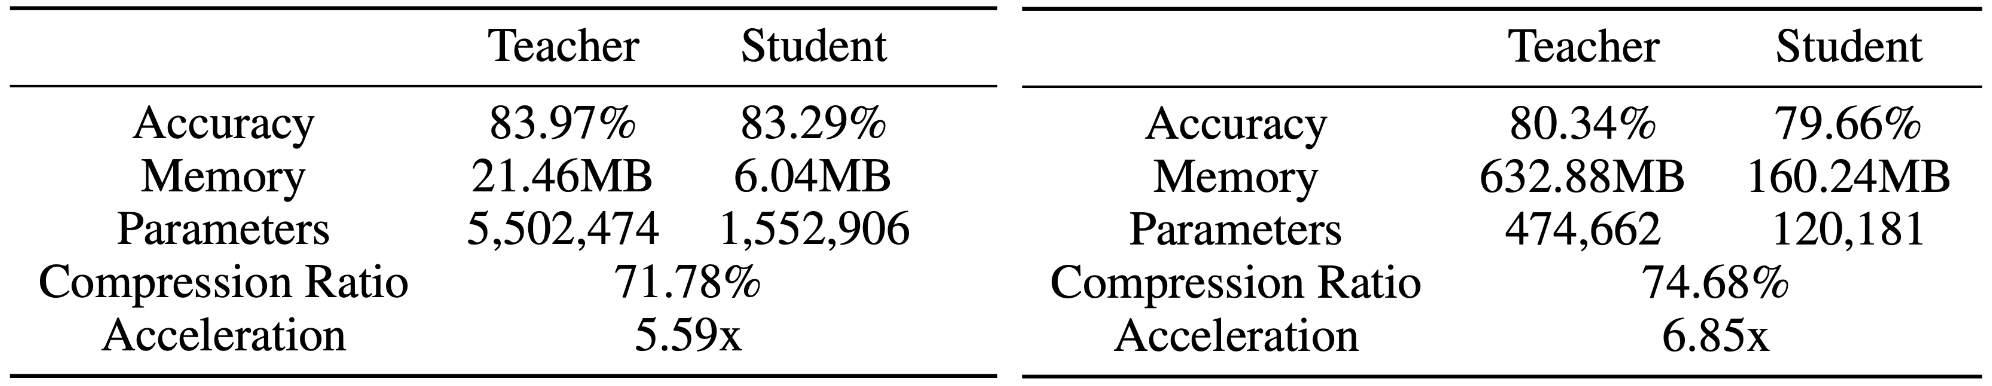 Teacher Student
Accuracy 83.97% 83.29%
Memory 21.46MB 6.04MB
Parameters 5,502,474 1,552,906
Compression Ratio 71.78%
Acceleration 5.59x
Teacher Student
Accuracy 80.34% 79.66%
Memory 632.88MB 160.24MB
Parameters 474,662 120,181
Compression Ratio 74.68%
Acceleration 6.85x